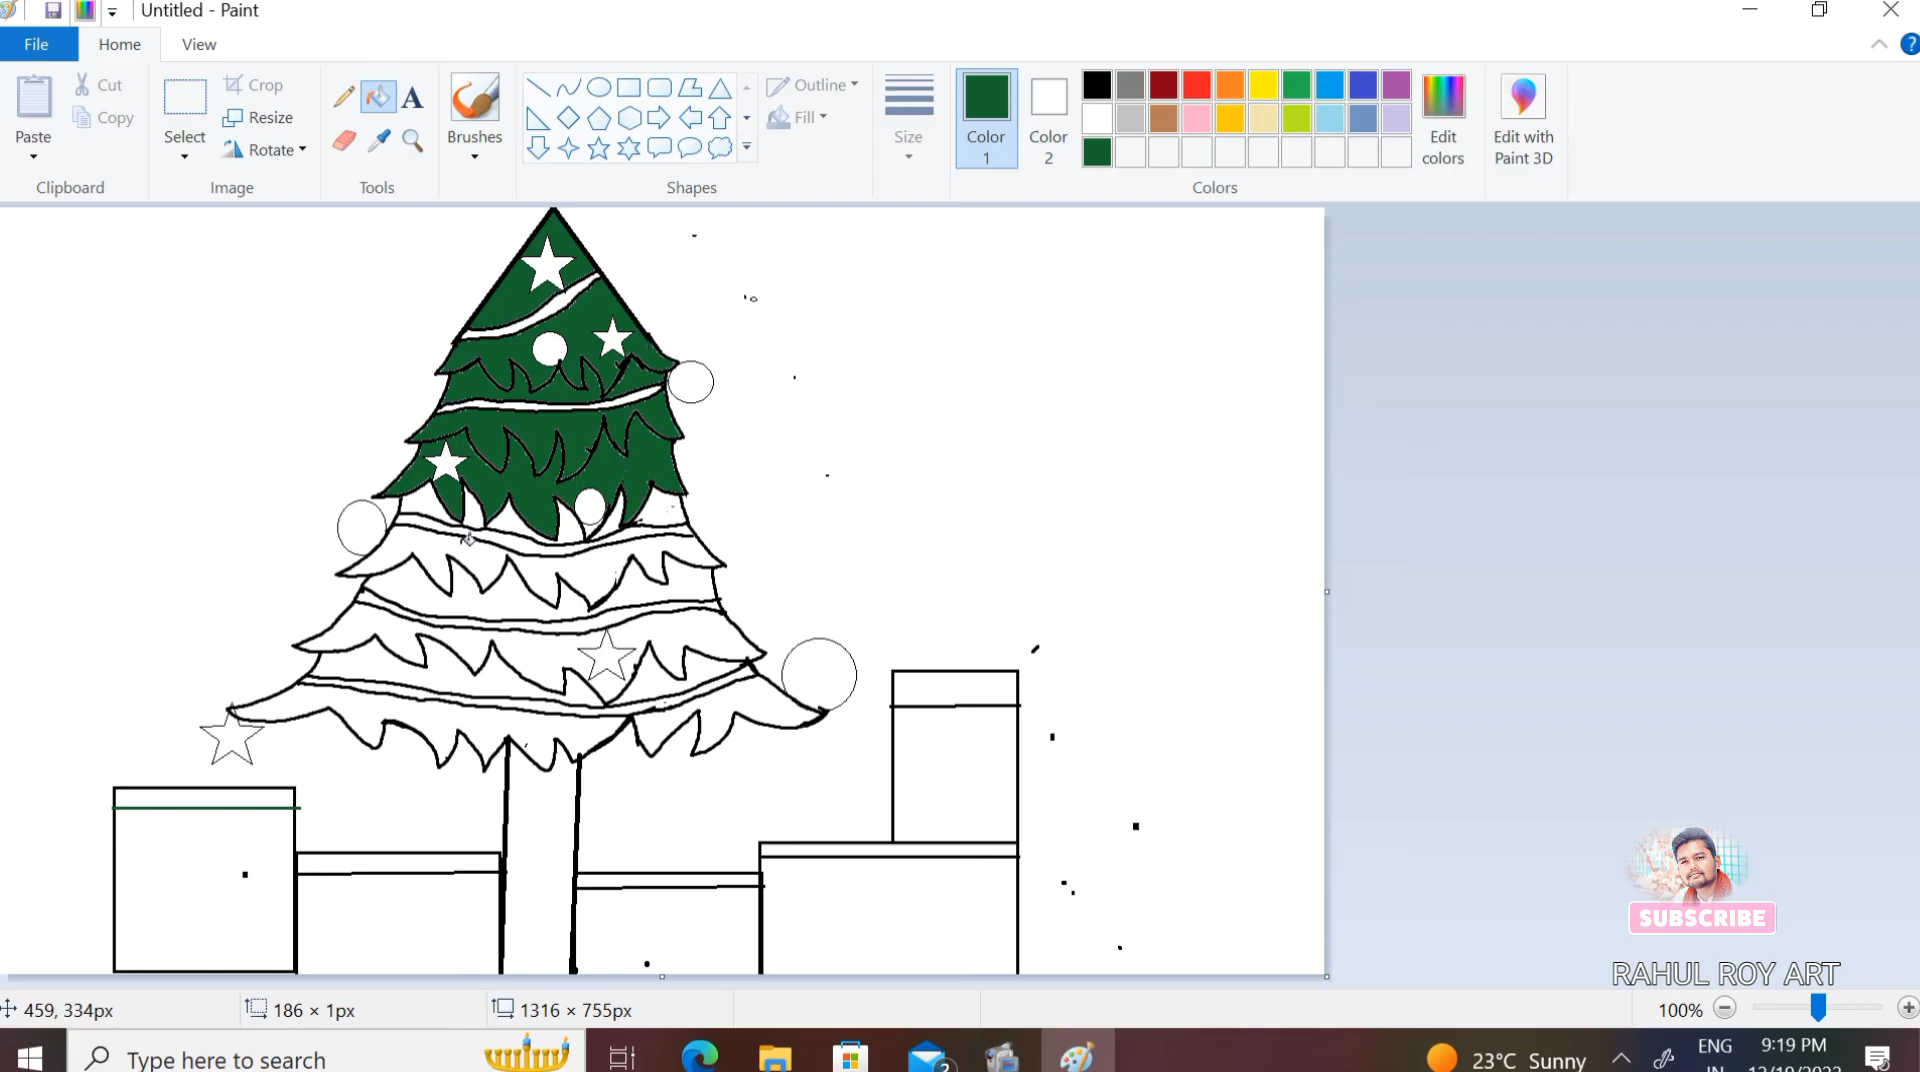 Untitled - Paint
File Home View
Paste
Cut
Copy
Clipboard
Select
Crop
Resize
Rotate
Image
Tools
Brushes
Outline
Fill
Shapes
Size
Color 1
Color 2
Edit colors
Edit with Paint 3D
Colors
SUBSCRIBE
RAHUL ROY ART
459, 334px 186 × 1px 1316 × 755px 100%
Type here to search
2
23°C Sunny
ENG
9:19 PM
IN